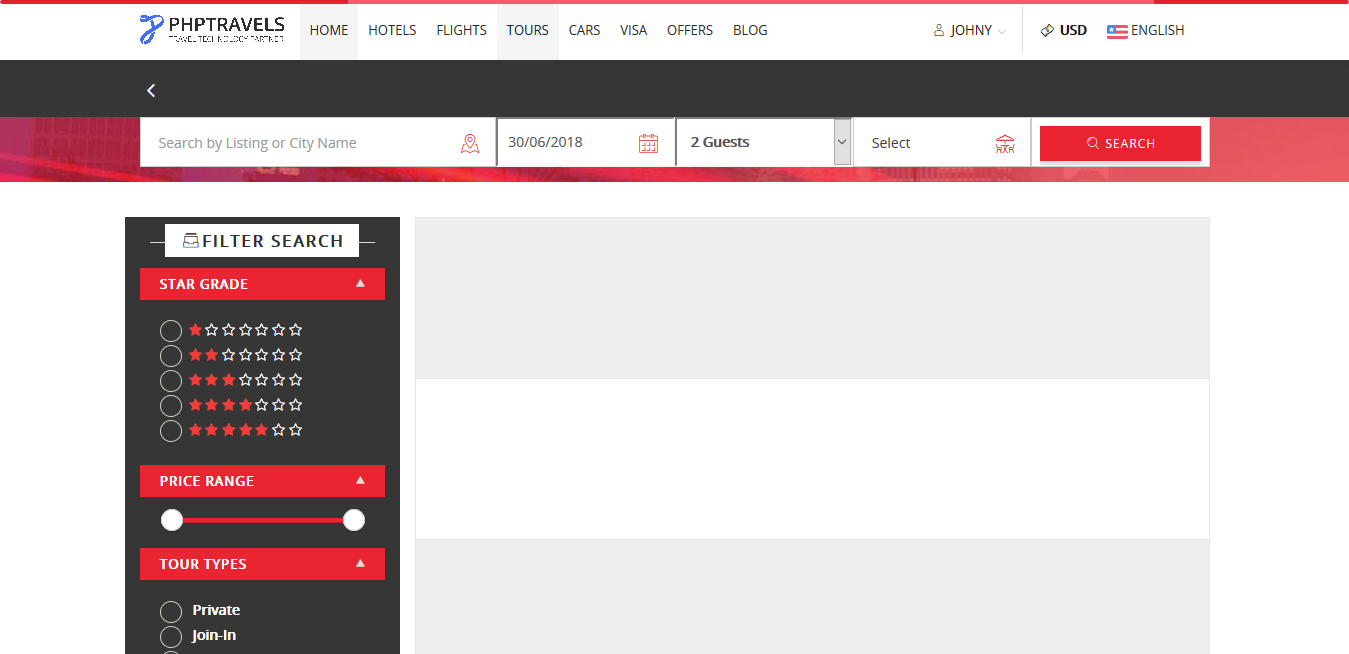 PHPTRAVELS
TRAVEL TECHNOLOGY PARTNER
HOME HOTELS FLIGHTS TOURS CARS VISA OFFERS BLOG JOHNY USD ENGLISH
Search by Listing or City Name 30/06/2018 2 Guests Select SEARCH
FILTER SEARCH
STAR GRADE
PRICE RANGE
TOUR TYPES
Private
Join-In